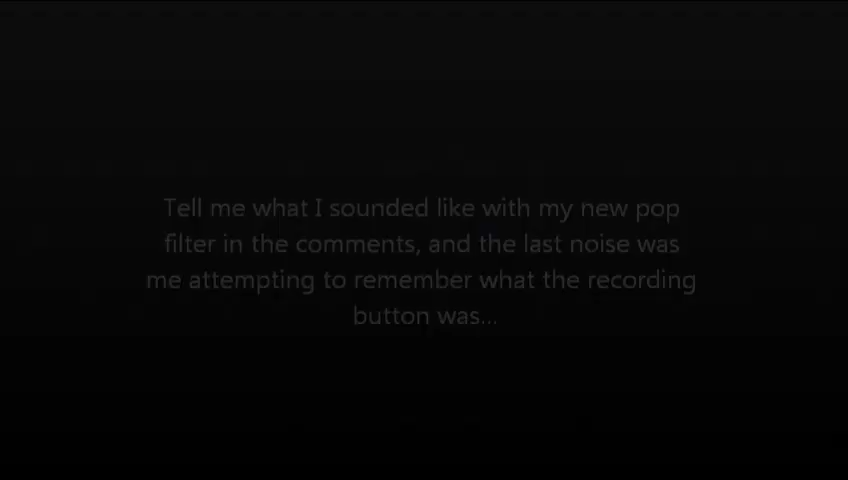 Tell me what I sounded like with my new pop
filter in the comments, and the last noise was
me attempting to remember what the recording
button was...